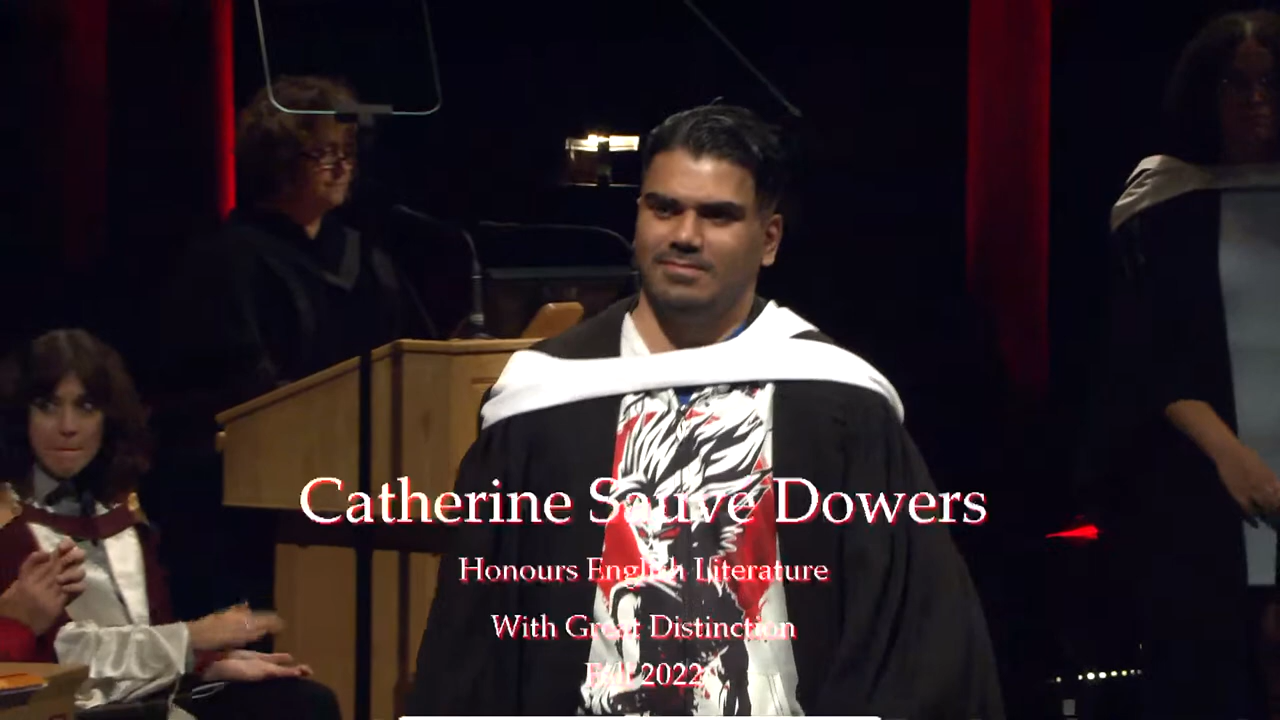 Catherine Sauve Dowers
Honours English Literature
With Great Distinction
Fall 2022